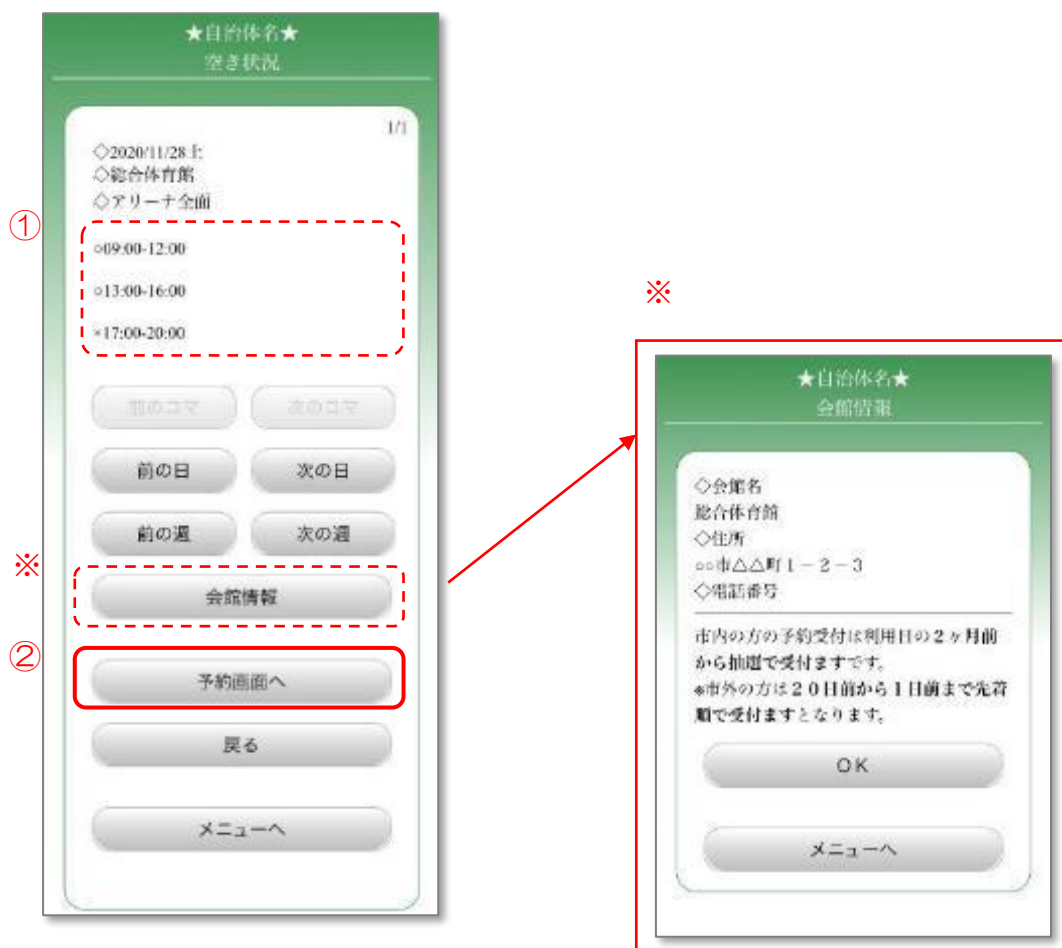 ★自治体名★
空き状況
1/1
◇2020/11/28 土
◇総合体育館
◇アリーナ全面
①
○09:00-12:00
○13:00-16:00
×17:00-20:00
前のコマ
次のコマ
前の日
次の日
前の週
次の週
※
会館情報
②
予約画面へ
戻る
メニューへ
※
★自治体名★
会館情報
◇会館名
総合体育館
◇住所
○○市△△町1-2-3
◇電話番号
市内の方の予約受付は利用日の2ヶ月前
から抽選で受付ますです。
*市外の方は20日前から1日前まで先着
順で受付ますとなります。
OK
メニューへ